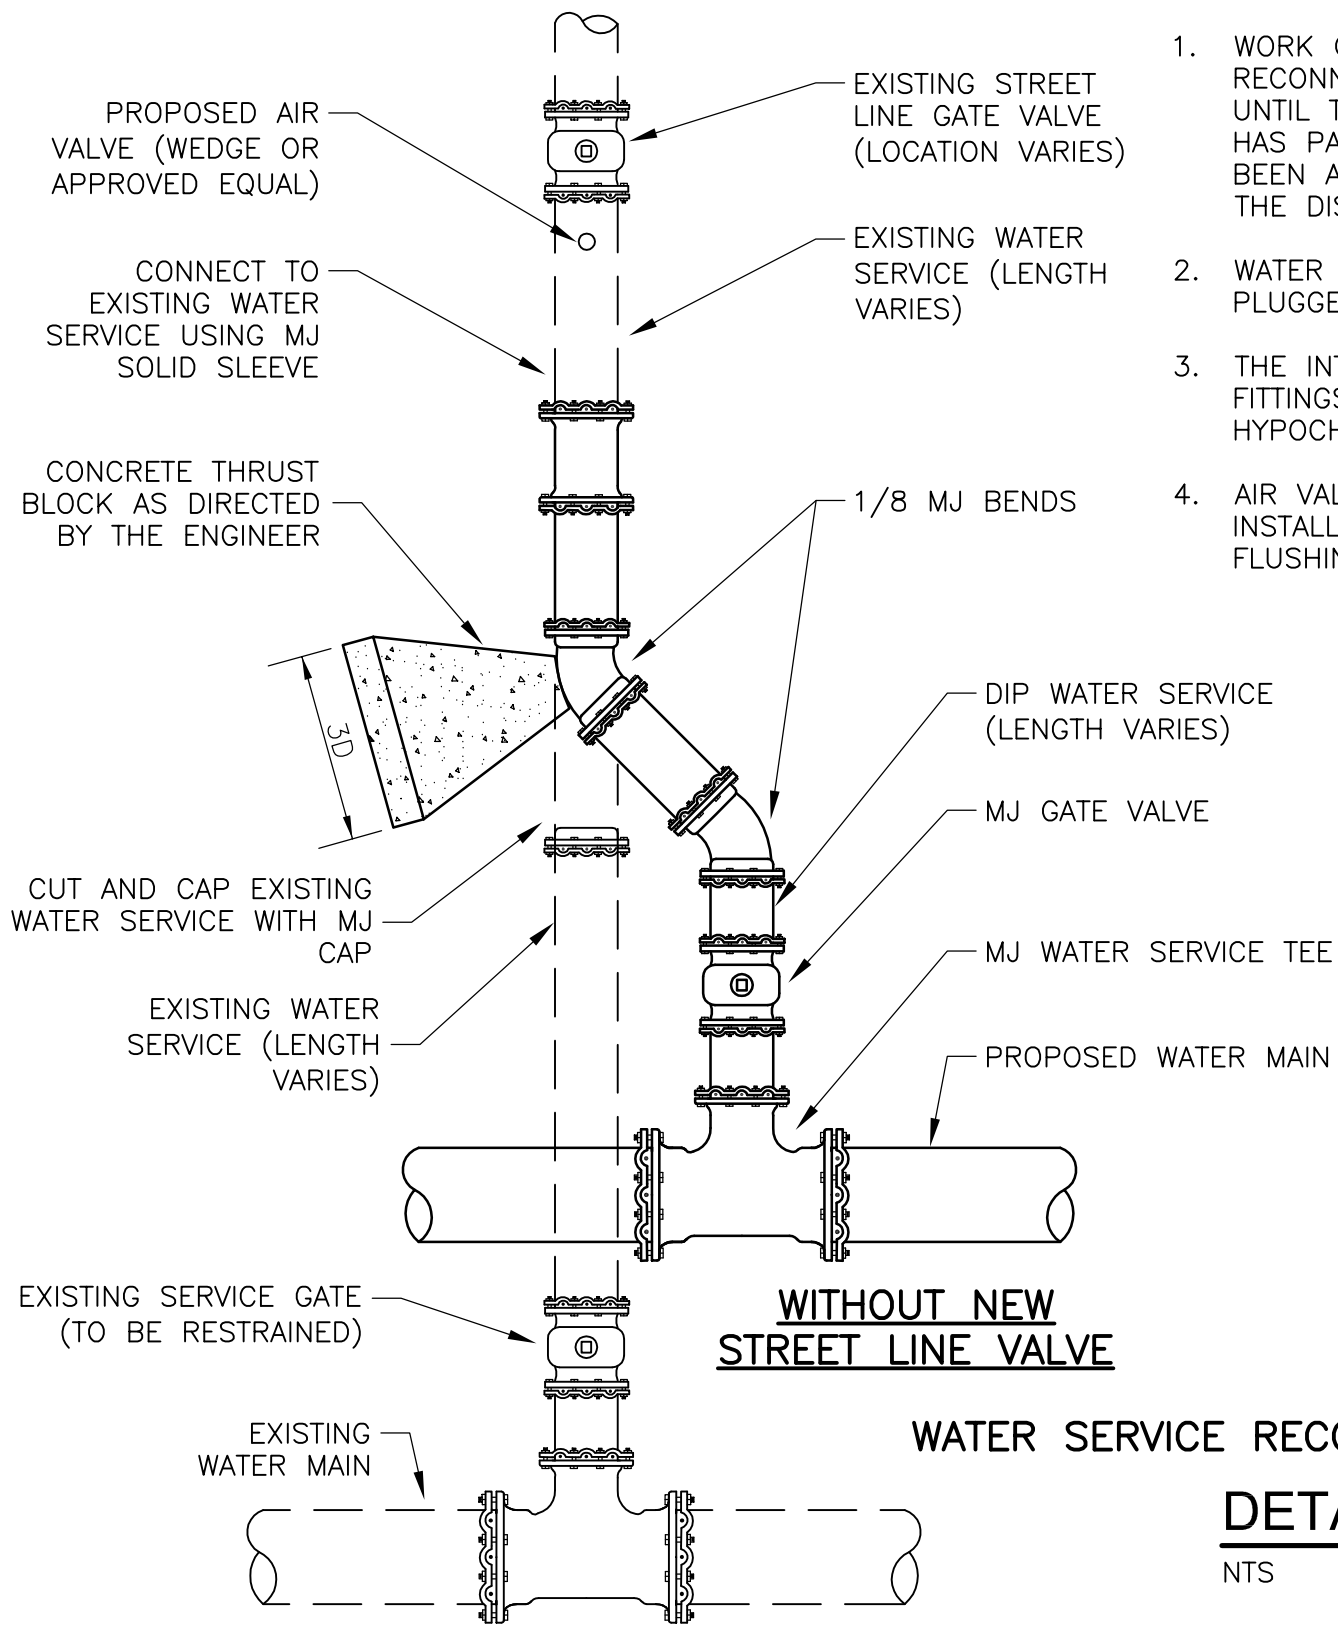 PROPOSED AIR
VALVE (WEDGE OR
APPROVED EQUAL)
CONNECT TO
EXISTING WATER
SERVICE USING MJ
SOLID SLEEVE
CONCRETE THRUST
BLOCK AS DIRECTED
BY THE ENGINEER
3D
CUT AND CAP EXISTING
WATER SERVICE WITH MJ
CAP
EXISTING WATER
SERVICE (LENGTH
VARIES)
EXISTING SERVICE GATE
(TO BE RESTRAINED)
EXISTING
WATER MAIN
EXISTING STREET
LINE GATE VALVE
(LOCATION VARIES)
EXISTING WATER
SERVICE (LENGTH
VARIES)
1/8 MJ BENDS
DIP WATER SERVICE
(LENGTH VARIES)
MJ GATE VALVE
MJ WATER SERVICE TEE
PROPOSED WATER MAIN
1. WORK
RECONN
UNTIL T
HAS PA
BEEN A
THE DIS
2. WATER
PLUGGE
3. THE INT
FITTINGS
HYPOCH
4. AIR VAL
INSTALL
FLUSHIN
WITHOUT NEW
STREET LINE VALVE
WATER SERVICE RECO
DETA
NTS